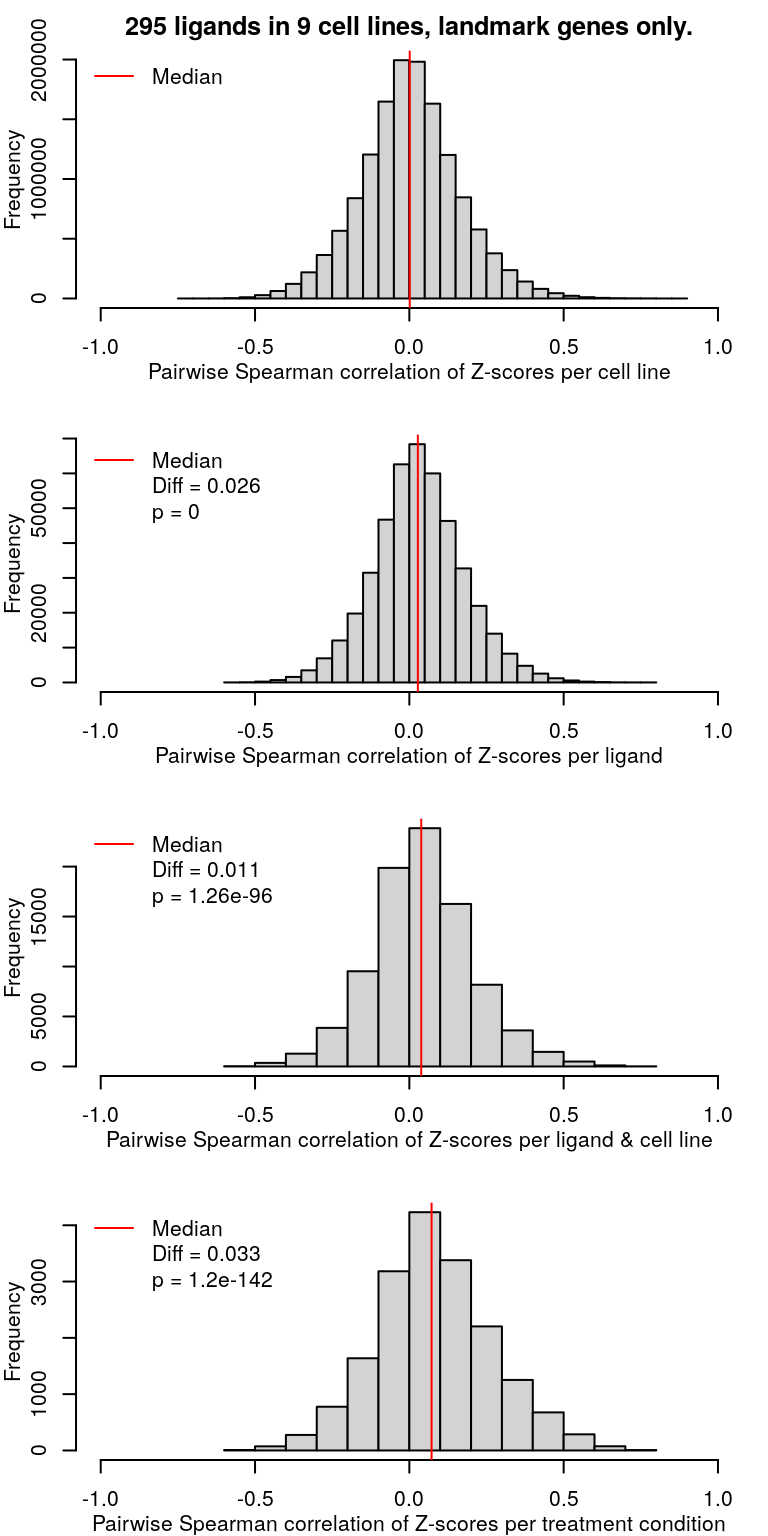 295 ligands in 9 cell lines, landmark genes only.
Median
Frequency
0
1000000
2000000
-1.0 -0.5 0.0 0.5 1.0
Pairwise Spearman correlation of Z-scores per cell line
Median
Diff = 0.026
p = 0
Frequency
0
20000
50000
-1.0 -0.5 0.0 0.5 1.0
Pairwise Spearman correlation of Z-scores per ligand
Median
Diff = 0.011
p = 1.26e-96
Frequency
0
5000
15000
-1.0 -0.5 0.0 0.5 1.0
Pairwise Spearman correlation of Z-scores per ligand & cell line
Median
Diff = 0.033
p = 1.2e-142
Frequency
0
1000
3000
-1.0 -0.5 0.0 0.5 1.0
Pairwise Spearman correlation of Z-scores per treatment condition